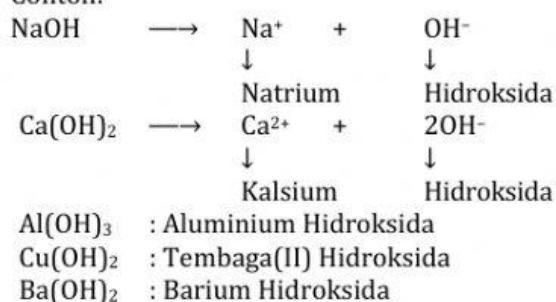 Contoh:
NaOH ⟶ Na⁺ + OH⁻
↓ ↓
Natrium Hidroksida
Ca(OH)₂ ⟶ Ca²⁺ + 2OH⁻
↓ ↓
Kalsium Hidroksida
Al(OH)₃ : Aluminium Hidroksida
Cu(OH)₂ : Tembaga(II) Hidroksida
Ba(OH)₂ : Barium Hidroksida